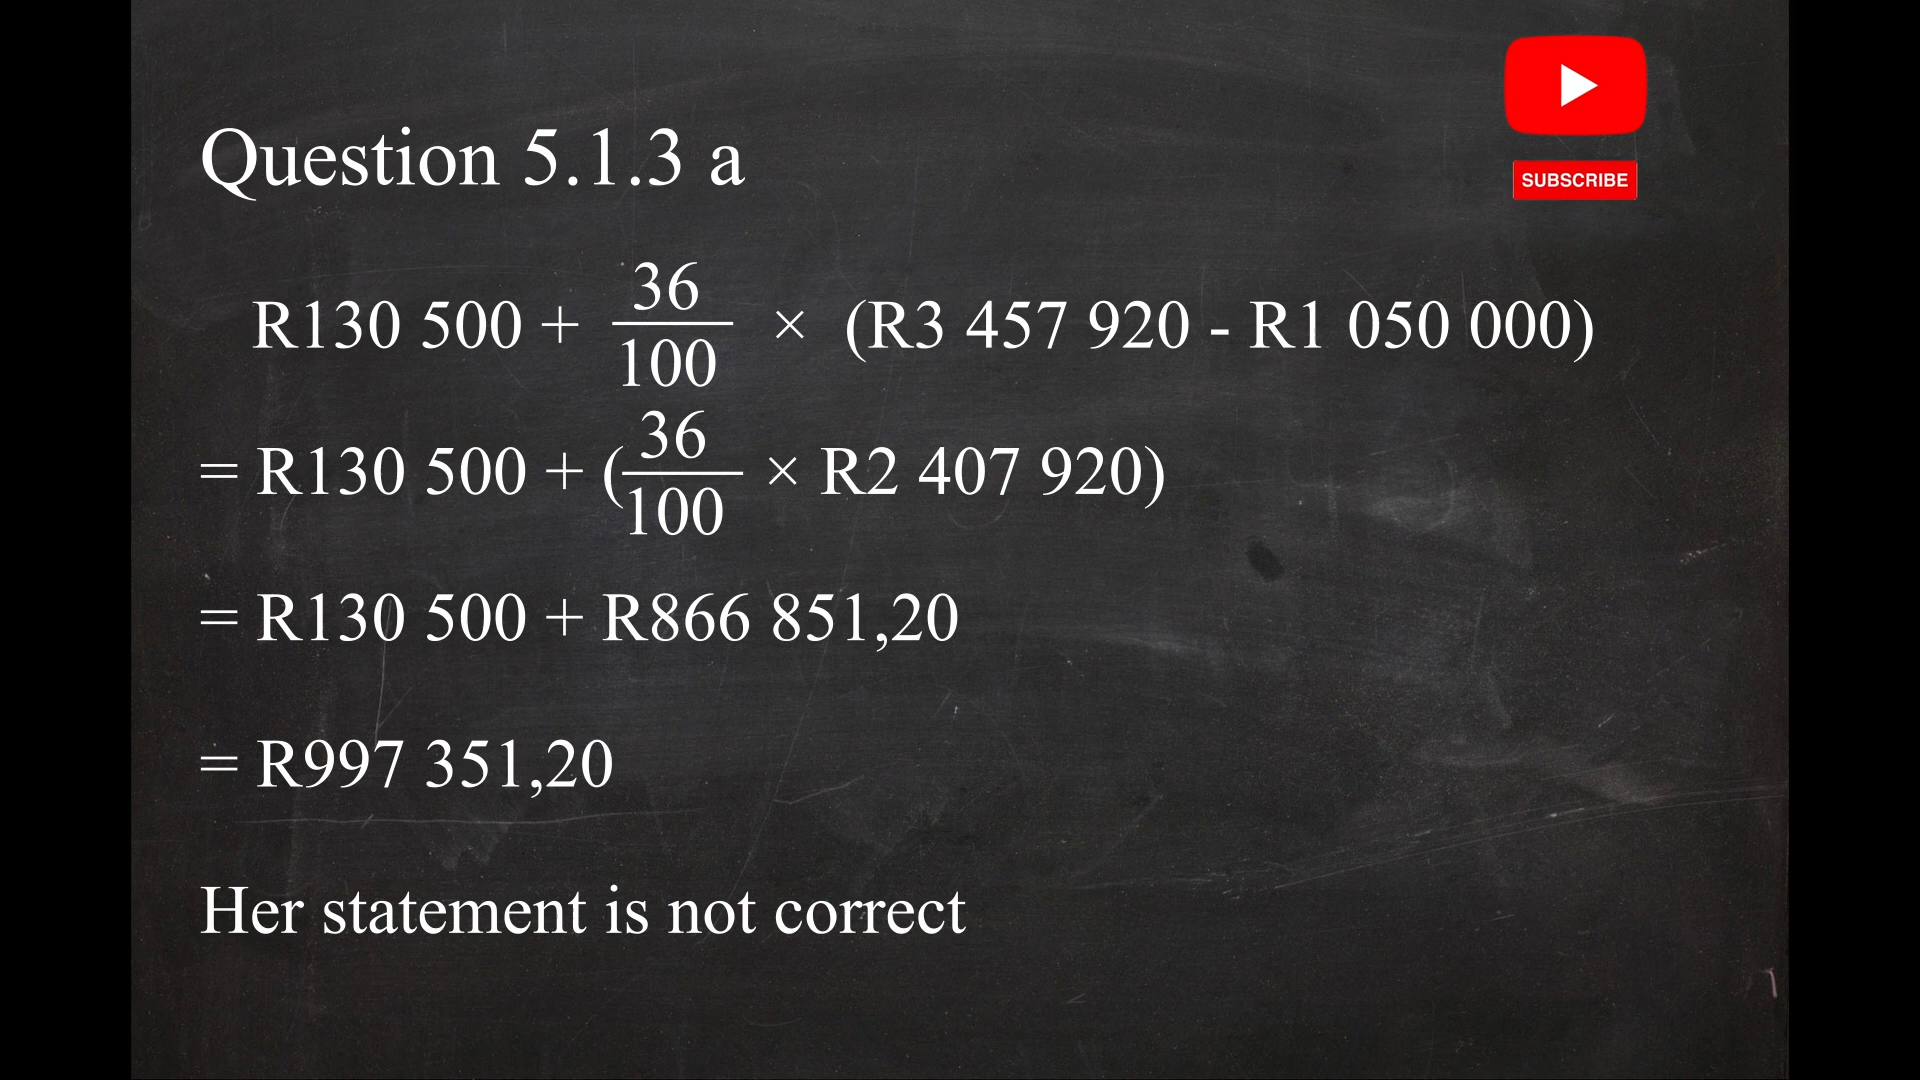 SUBSCRIBE
Question 5.1.3 a
R130 500 + 36/100 × (R3 457 920 - R1 050 000)
= R130 500 + (36/100 × R2 407 920)
= R130 500 + R866 851,20
= R997 351,20
Her statement is not correct